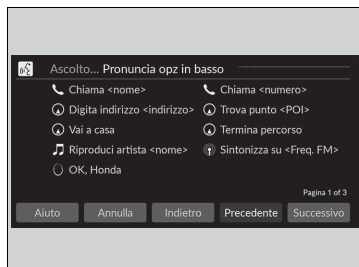 Ascolto... Pronuncia opz in basso
Chiama <nome> Chiama <numero>
Digita indirizzo <indirizzo> Trova punto <POI>
Vai a casa Termina percorso
Riproduci artista <nome> Sintonizza su <Freq. FM>
OK, Honda
Pagina 1 of 3
Aiuto Annulla Indietro Precedente Successivo